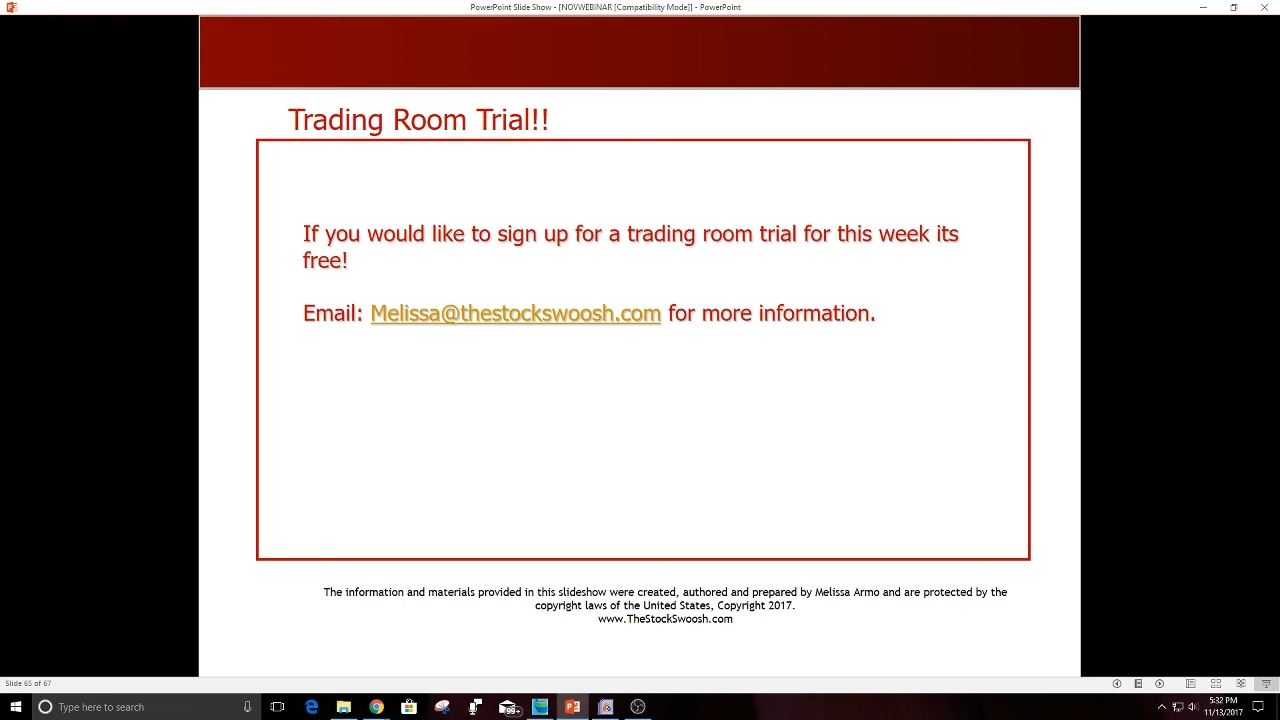 PowerPoint Slide Show - [NOVWEBINAR [Compatibility Mode]] - PowerPoint
Trading Room Trial!!
If you would like to sign up for a trading room trial for this week its
free!
Email: Melissa@thestockswoosh.com for more information.
The information and materials provided in this slideshow were created, authored and prepared by Melissa Armo and are protected by the
copyright laws of the United States, Copyright 2017.
www.TheStockSwoosh.com
Slide 65 of 67
Type here to search
99+
5:32 PM
11/13/2017